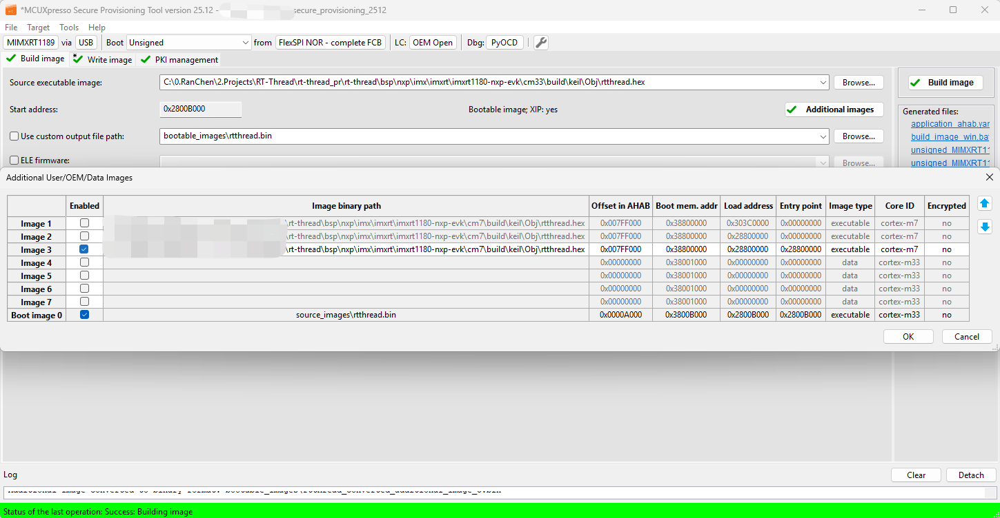 *MCUXpresso Secure Provisioning Tool version 25.12 - secure_provisioning_2512
File Target Tools Help
MIMXRT1189 via USB Boot Unsigned from FlexSPI NOR - complete FCB LC: OEM Open Dbg: PyOCD
Build image * Write image PKI management
Source executable image: C:\0.RanChen\2.Projects\RT-Thread\rt-thread_pr\rt-thread\bsp\nxp\imx\imxrt\imxrt1180-nxp-evk\cm33\build\keil\Obj\rtthread.hex Browse... Build image
Start address: 0x2800B000 Bootable image; XIP: yes Additional images Generated files:
application_ahab.yar
Use custom output file path: bootable_images\rtthread.bin Browse... build_image_win.ba
unsigned_MIMXRT11
ELE firmware: Browse... unsigned_MIMXRT11
Additional User/OEM/Data Images
Enabled Image binary path Offset in AHAB Boot mem. addr Load address Entry point Image type Core ID Encrypted
Image 1 \rt-thread\bsp\nxp\imx\imxrt\imxrt1180-nxp-evk\cm7\build\keil\Obj\rtthread.hex 0x007FF000 0x38800000 0x303C0000 0x00000000 executable cortex-m7 no
Image 2 \rt-thread\bsp\nxp\imx\imxrt\imxrt1180-nxp-evk\cm7\build\keil\Obj\rtthread.hex 0x007FF000 0x38800000 0x28800000 0x00000000 executable cortex-m7 no
Image 3 \rt-thread\bsp\nxp\imx\imxrt\imxrt1180-nxp-evk\cm7\build\keil\Obj\rtthread.hex 0x007FF000 0x38800000 0x28800000 0x28800000 executable cortex-m7 no
Image 4 0x00000000 0x38001000 0x00000000 0x00000000 data cortex-m33 no
Image 5 0x00000000 0x38001000 0x00000000 0x00000000 data cortex-m33 no
Image 6 0x00000000 0x38001000 0x00000000 0x00000000 data cortex-m33 no
Image 7 0x00000000 0x38001000 0x00000000 0x00000000 data cortex-m33 no
Boot image 0 source_images\rtthread.bin 0x0000A000 0x3800B000 0x2800B000 0x2800B000 executable cortex-m33 no
OK Cancel
Log Clear Detach
Status of the last operation: Success: Building image